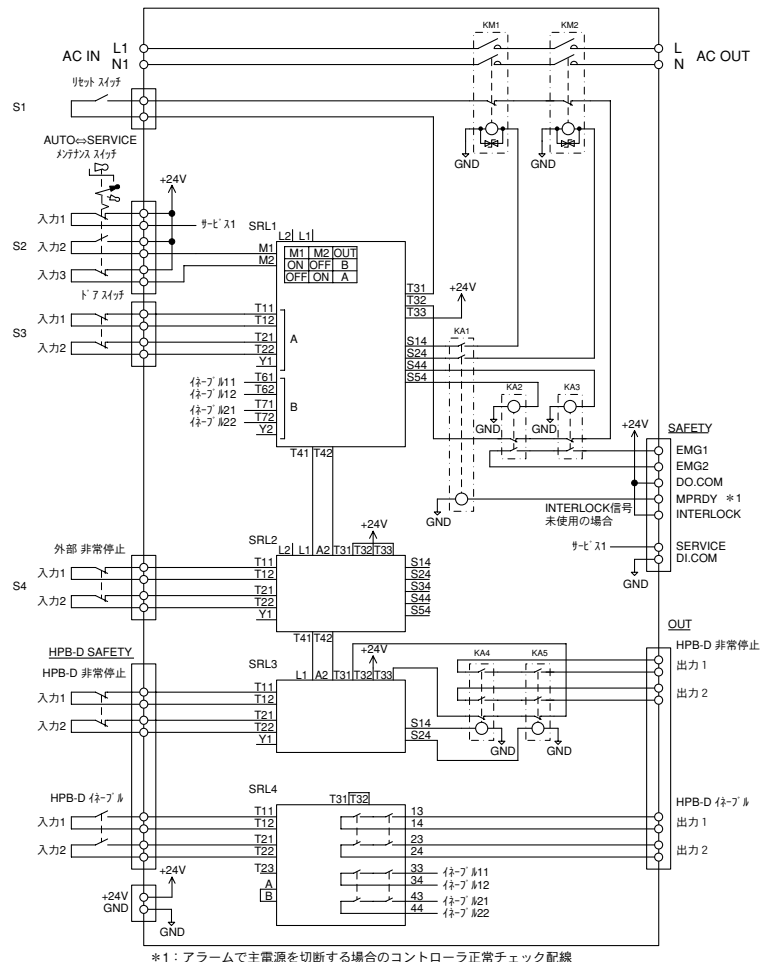 KM1 KM2
AC IN L1 L AC OUT
N1 N
リセット スイッチ
S1
GND GND
AUTO⇔SERVICE
メンテナンス スイッチ
+24V
入力1 サービス1
S2 入力2
入力3
SRL1
L2 L1
M1
M2
M1 M2 OUT
ON OFF B
OFF ON A
ドアスイッチ
S3
入力1
入力2
T11
T12
T21
T22
Y1
A
イネーブル11 T61
イネーブル12 T62
イネーブル21 T71
イネーブル22 T72
Y2
B
T41 T42
T31
T32
T33
+24V
S14
S24
S44
S54
KA1
KA2 KA3
GND GND
GND
+24V
SAFETY
EMG1
EMG2
DO.COM
MPRDY *1
INTERLOCK
INTERLOCK信号
未使用の場合
サービス1 SERVICE
DI.COM
GND
SRL2
+24V
L2 L1 A2 T31 T32 T33
外部 非常停止
S4
入力1
入力2
T11
T12
T21
T22
Y1
S14
S24
S34
S44
S54
T41 T42
HPB-D SAFETY
HPB-D 非常停止
入力1
入力2
SRL3
+24V
L1 A2 T31 T32 T33
T11
T12
T21
T22
Y1
S14
S24
KA4 KA5
GND GND
OUT
HPB-D 非常停止
出力 1
出力 2
HPB-D イネーブル
入力1
入力2
SRL4
T31 T32
T11
T12
T21
T22
T23
A
B
13
14
23
24
33 イネーブル11
34 イネーブル12
43 イネーブル21
44 イネーブル22
HPB-D イネーブル
出力 1
出力 2
+24V
+24V
GND
GND
*1：アラームで主電源を切断する場合のコントローラ正常チェック配線